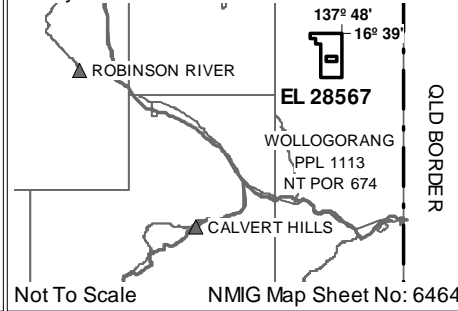 137º 48'
16º 39'
ROBINSON RIVER
EL 28567
QLD BORDER
WOLLOGORANG
PPL 1113
NT POR 674
CALVERT HILLS
Not To Scale
NMIG Map Sheet No: 6464